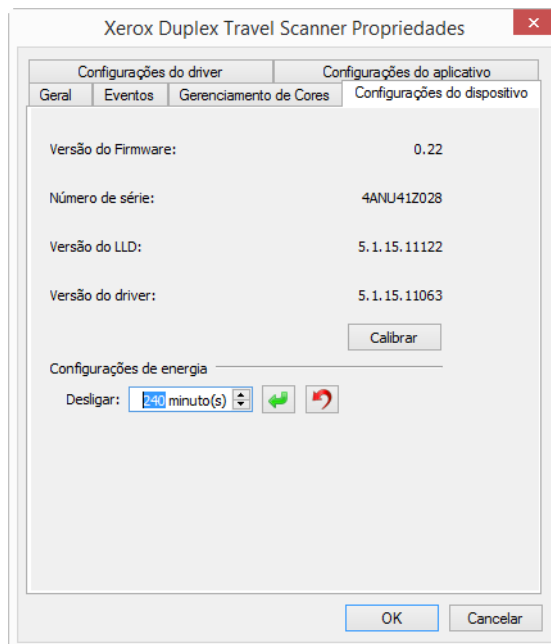 Xerox Duplex Travel Scanner Propriedades
Configurações do driver Configurações do aplicativo
Geral Eventos Gerenciamento de Cores Configurações do dispositivo
Versão do Firmware: 0.22
Número de série: 4ANU41Z028
Versão do LLD: 5.1.15.11122
Versão do driver: 5.1.15.11063
Calibrar
Configurações de energia
Desligar: 240 minuto(s)
OK Cancelar